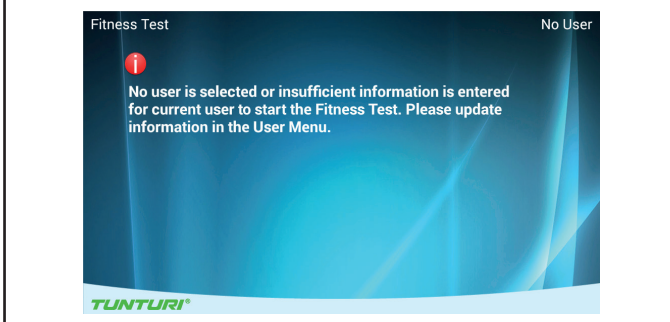 Fitness Test No User
No user is selected or insufficient information is entered
for current user to start the Fitness Test. Please update
information in the User Menu.
TUNTURI®